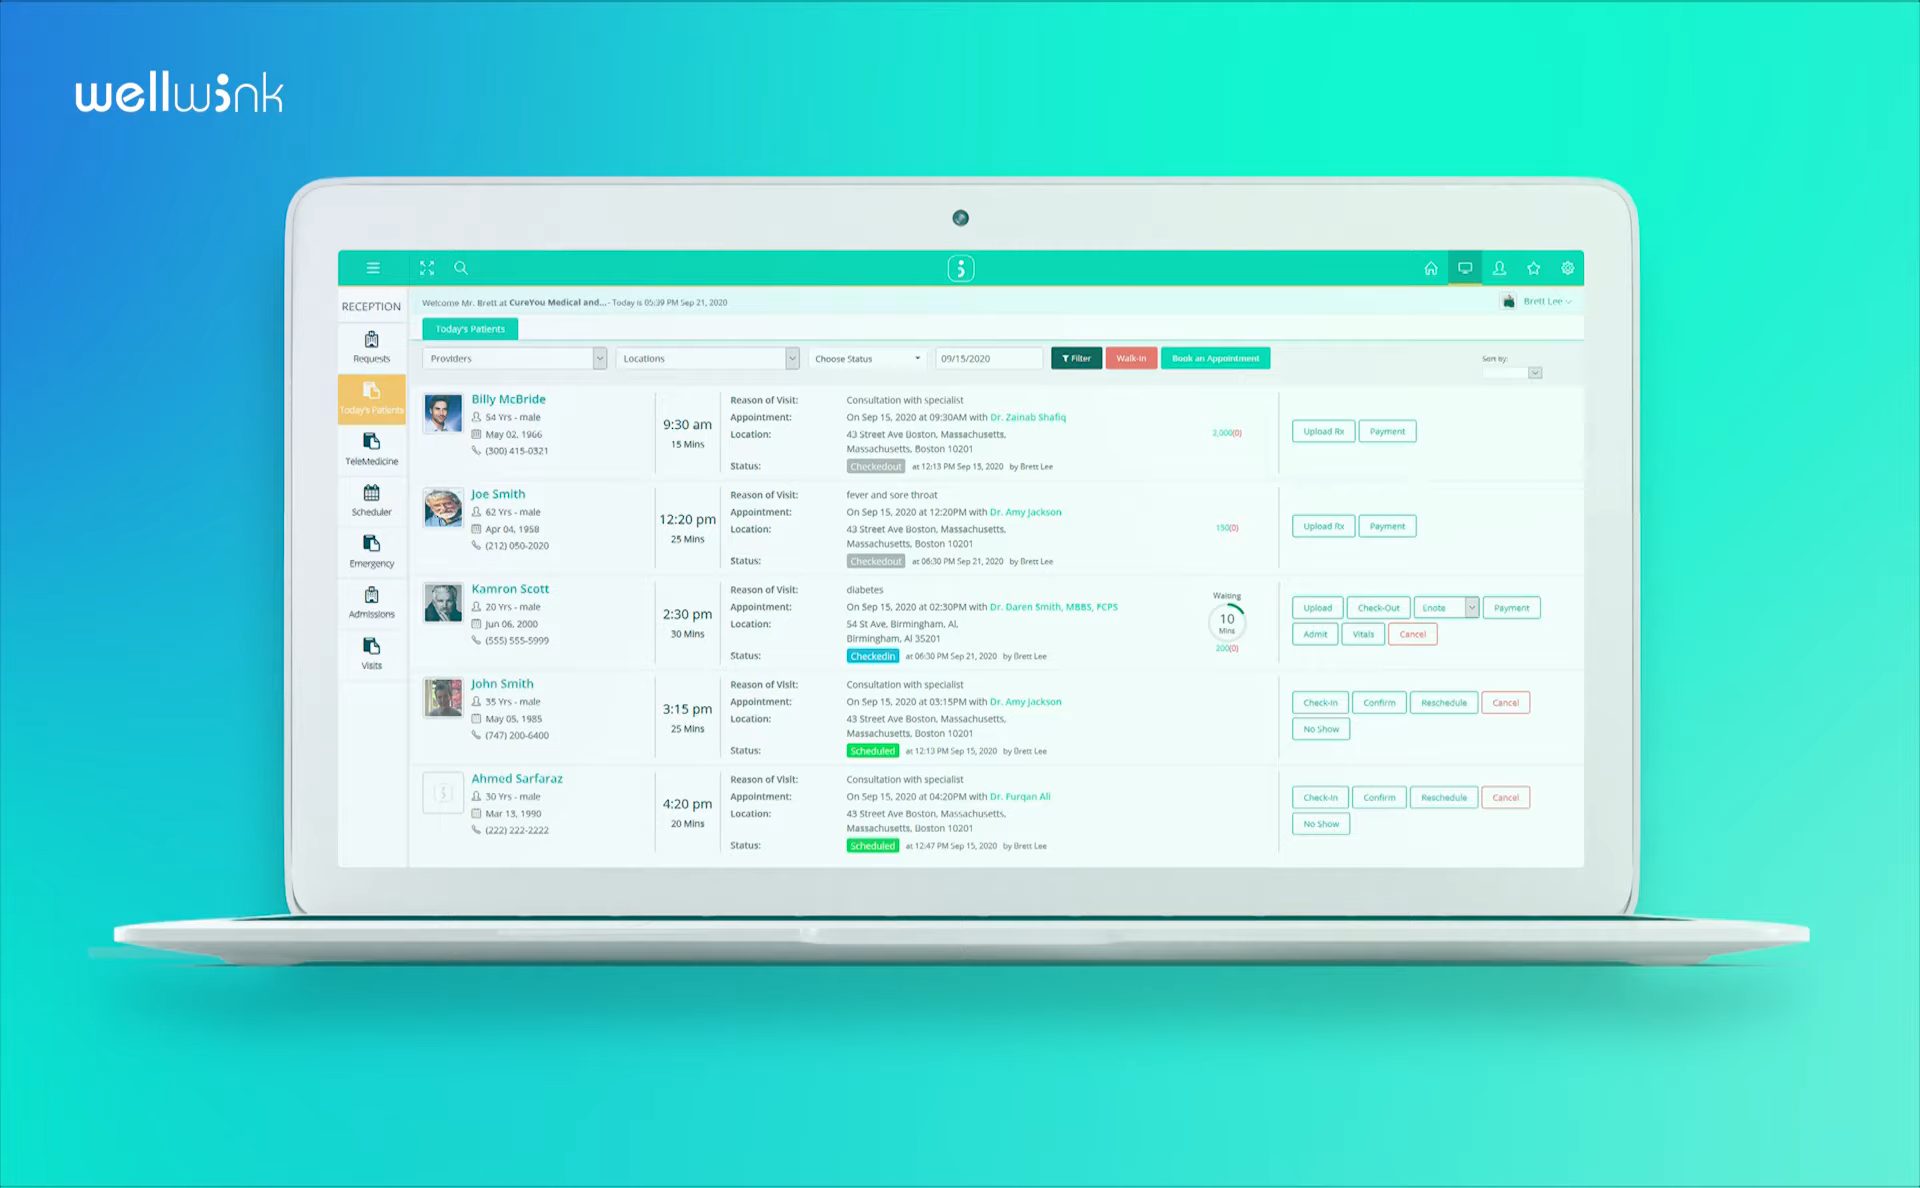 wellwink
RECEPTION
Welcome Mr. Brett at CureYou Medical and... - Today is 05:39 PM Sep 21, 2020
Brett Lee
Requests
Today's Patients
TeleMedicine
Scheduler
Emergency
Admissions
Visits
Today's Patients
Providers
Locations
Choose Status
09/15/2020
Filter
Walk-in
Book an Appointment
Sort by:
Billy McBride
54 Yrs - male
May 02, 1966
(300) 415-0321
9:30 am
15 Mins
Reason of Visit: Consultation with specialist
Appointment: On Sep 15, 2020 at 09:30AM with Dr. Zainab Shafiq
Location: 43 Street Ave Boston, Massachusetts,
Massachusetts, Boston 10201
Status: Checkedout at 12:13 PM Sep 15, 2020 by Brett Lee
(0)
Upload Rx Payment
Joe Smith
62 Yrs - male
Apr 04, 1958
(212) 050-2020
12:20 pm
25 Mins
Reason of Visit: fever and sore throat
Appointment: On Sep 15, 2020 at 12:20PM with Dr. Amy Jackson
Location: 43 Street Ave Boston, Massachusetts,
Massachusetts, Boston 10201
Status: Checkedout at 06:30 PM Sep 21, 2020 by Brett Lee
150(0)
Upload Rx Payment
Kamron Scott
20 Yrs - male
Jun 06, 2000
(555) 555-5999
2:30 pm
30 Mins
Reason of Visit: diabetes
Appointment: On Sep 15, 2020 at 02:30PM with Dr. Daren Smith, MBBS, FCPS
Location: 54 St Ave, Birmingham, Al,
Birmingham, Al 35201
Status: Checkedin at 06:30 PM Sep 21, 2020 by Brett Lee
Waiting
10
Mins
200(0)
Upload Check-Out Enote Payment
Admit Vitals Cancel
John Smith
35 Yrs - male
May 05, 1985
(747) 200-6400
3:15 pm
25 Mins
Reason of Visit: Consultation with specialist
Appointment: On Sep 15, 2020 at 03:15PM with Dr. Amy Jackson
Location: 43 Street Ave Boston, Massachusetts,
Massachusetts, Boston 10201
Status: Scheduled at 12:13 PM Sep 15, 2020 by Brett Lee
Check-In Confirm Reschedule Cancel
No Show
Ahmed Sarfaraz
30 Yrs - male
Mar 13, 1990
(222) 222-2222
4:20 pm
20 Mins
Reason of Visit: Consultation with specialist
Appointment: On Sep 15, 2020 at 04:20PM with Dr. Furqan Ali
Location: 43 Street Ave Boston, Massachusetts,
Massachusetts, Boston 10201
Status: Scheduled at 12:47 PM Sep 15, 2020 by Brett Lee
Check-In Confirm Reschedule Cancel
No Show